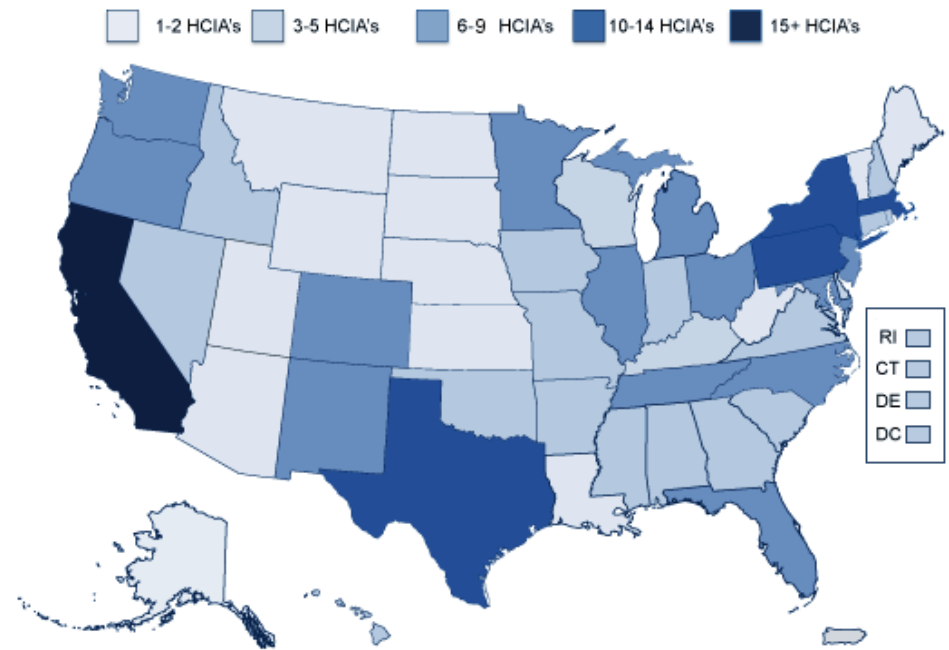 1-2 HCIA's 3-5 HCIA's 6-9 HCIA's 10-14 HCIA's 15+ HCIA's
RI
CT
DE
DC